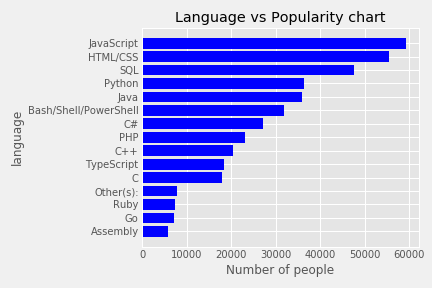 Language vs Popularity chart
language
JavaScript
HTML/CSS
SQL
Python
Java
Bash/Shell/PowerShell
C#
PHP
C++
TypeScript
C
Other(s):
Ruby
Go
Assembly
0 10000 20000 30000 40000 50000 60000
Number of people